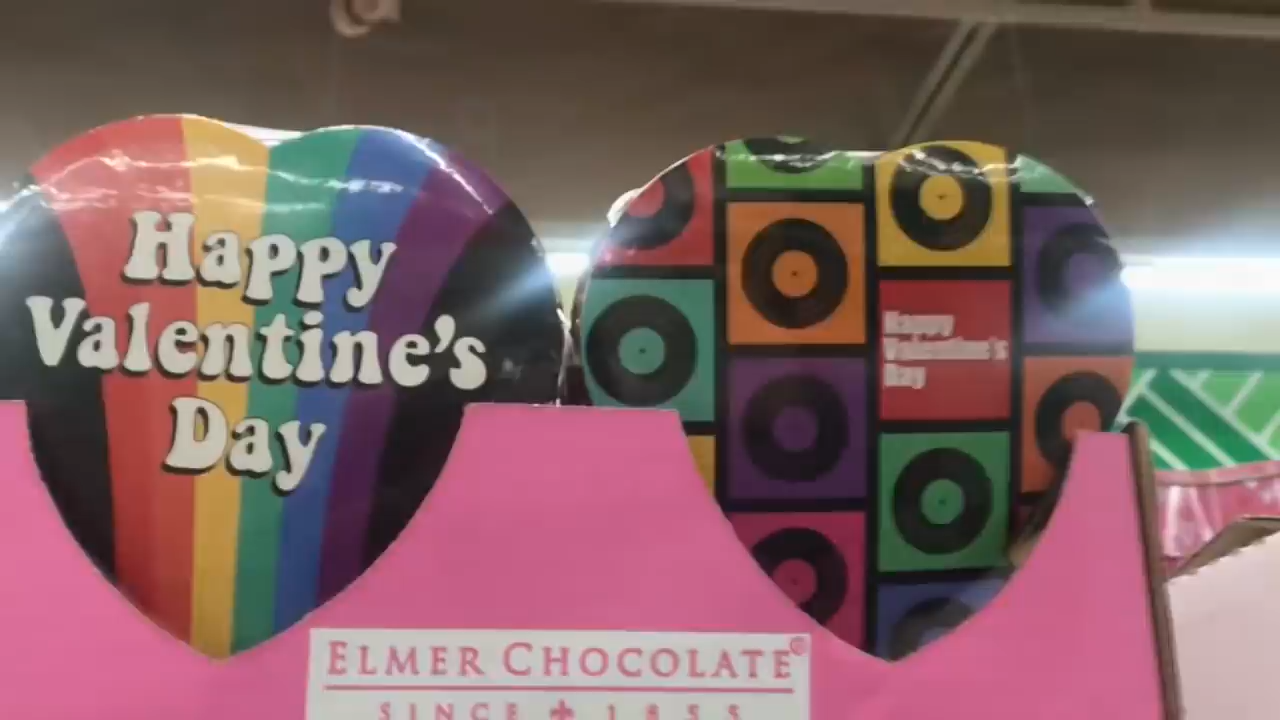 Happy
Valentine's
Day
Happy
Valentine's
Day
ELMER CHOCOLATE®
SINCE 1855